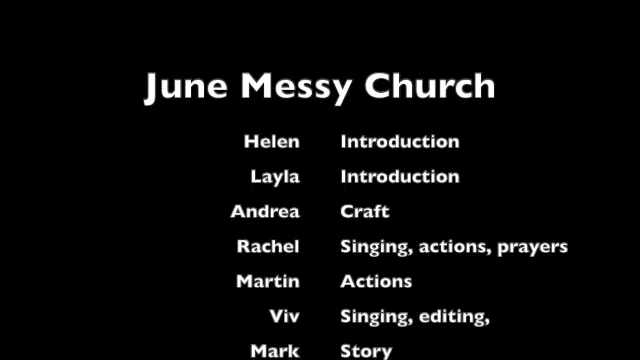 June Messy Church
Helen Introduction
Layla Introduction
Andrea Craft
Rachel Singing, actions, prayers
Martin Actions
Viv Singing, editing,
Mark Story